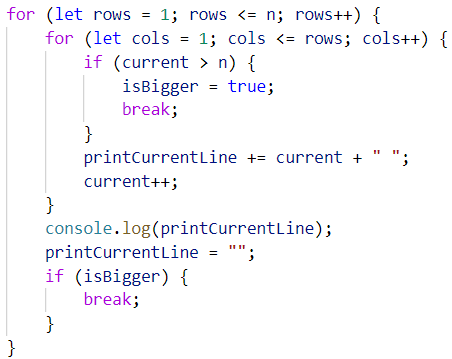 for (let rows = 1; rows <= n; rows++) {
    for (let cols = 1; cols <= rows; cols++) {
        if (current > n) {
            isBigger = true;
            break;
        }
        printCurrentLine += current + " ";
        current++;
    }
    console.log(printCurrentLine);
    printCurrentLine = "";
    if (isBigger) {
        break;
    }
}